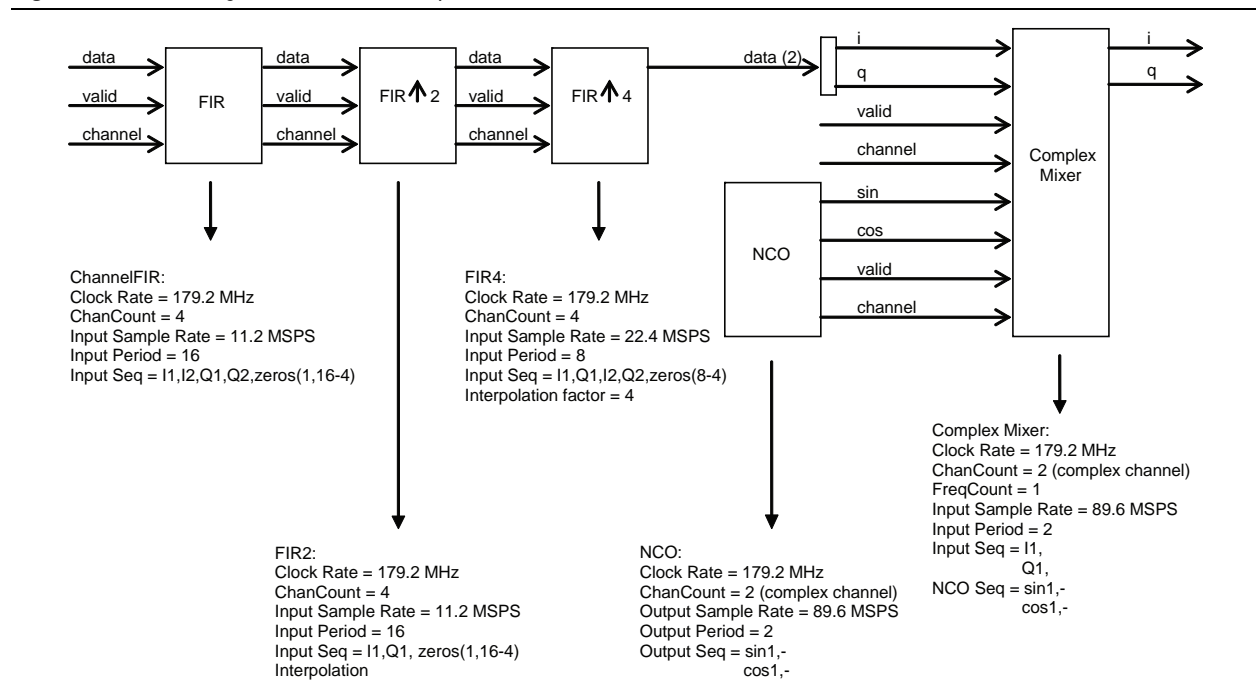 data
valid
channel
FIR
data
valid
channel
FIR 2
data
valid
channel
FIR 4
data (2)
i
q
valid
channel
sin
cos
valid
channel
NCO
Complex
Mixer
i
q
ChannelFIR:
Clock Rate = 179.2 MHz
ChanCount = 4
Input Sample Rate = 11.2 MSPS
Input Period = 16
Input Seq = I1,I2,Q1,Q2,zeros(1,16-4)
FIR4:
Clock Rate = 179.2 MHz
ChanCount = 4
Input Sample Rate = 22.4 MSPS
Input Period = 8
Input Seq = I1,Q1,I2,Q2,zeros(8-4)
Interpolation factor = 4
Complex Mixer:
Clock Rate = 179.2 MHz
ChanCount = 2 (complex channel)
FreqCount = 1
Input Sample Rate = 89.6 MSPS
Input Period = 2
Input Seq = I1,
Q1,
NCO Seq = sin1,-
cos1,-
FIR2:
Clock Rate = 179.2 MHz
ChanCount = 4
Input Sample Rate = 11.2 MSPS
Input Period = 16
Input Seq = I1,Q1, zeros(1,16-4)
Interpolation
NCO:
Clock Rate = 179.2 MHz
ChanCount = 2 (complex channel)
Output Sample Rate = 89.6 MSPS
Output Period = 2
Output Seq = sin1,-
cos1,-